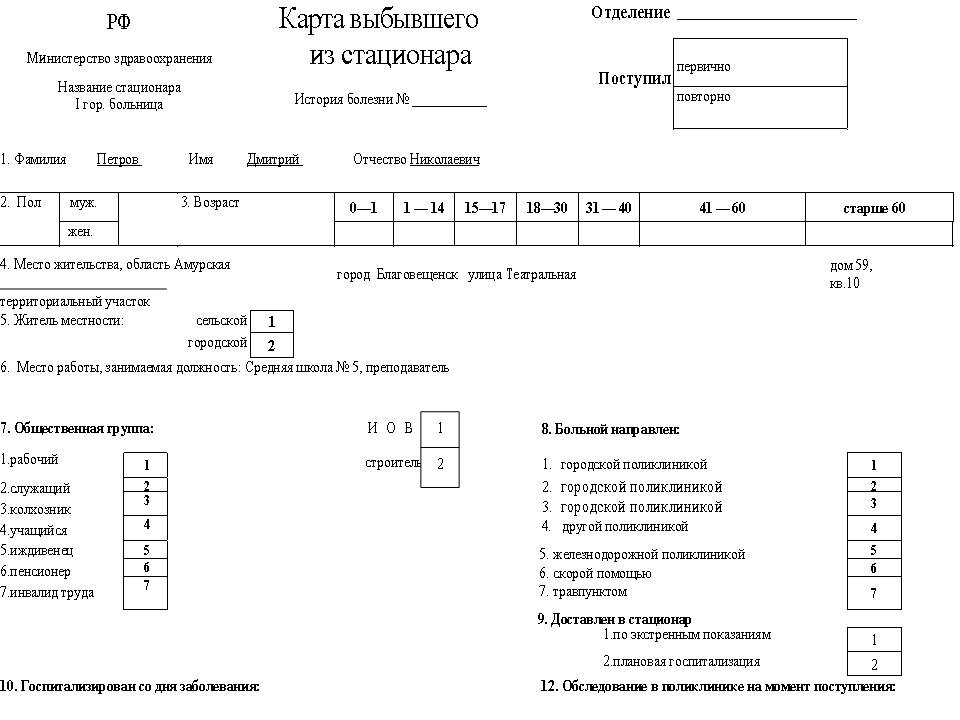 РФ
Министерство здравоохранения
Название стационара
I гор. больница
Карта выбывшего
из стационара
История болезни № ___________
Отделение ______________________
Поступил
первично
повторно
1. Фамилия Петров Имя Дмитрий Отчество Николаевич
2. Пол муж. 3. Возраст 0—1 1 — 14 15—17 18—30 31 — 40 41 — 60 старше 60
жен.
4. Место жительства, область Амурская
город Благовещенск улица Театральная
дом 59,
кв.10
территориальный участок
5. Житель местности: сельской 1
городской 2
6. Место работы, занимаемая должность: Средняя школа № 5, преподаватель
7. Общественная группа:
И О В 1
строитель 2
1.рабочий 1
2.служащий 2
3.колхозник 3
4.учащийся 4
5.иждивенец 5
6.пенсионер 6
7.инвалид труда 7
8. Больной направлен:
1. городской поликлиникой 1
2. городской поликлиникой 2
3. городской поликлиникой 3
4. другой поликлиникой 4
5. железнодорожной поликлиникой 5
6. скорой помощью 6
7. травпунктом 7
9. Доставлен в стационар
1.по экстренным показаниям 1
2.плановая госпитализация 2
10. Госпитализирован со дня заболевания:
12. Обследование в поликлинике на момент поступления: